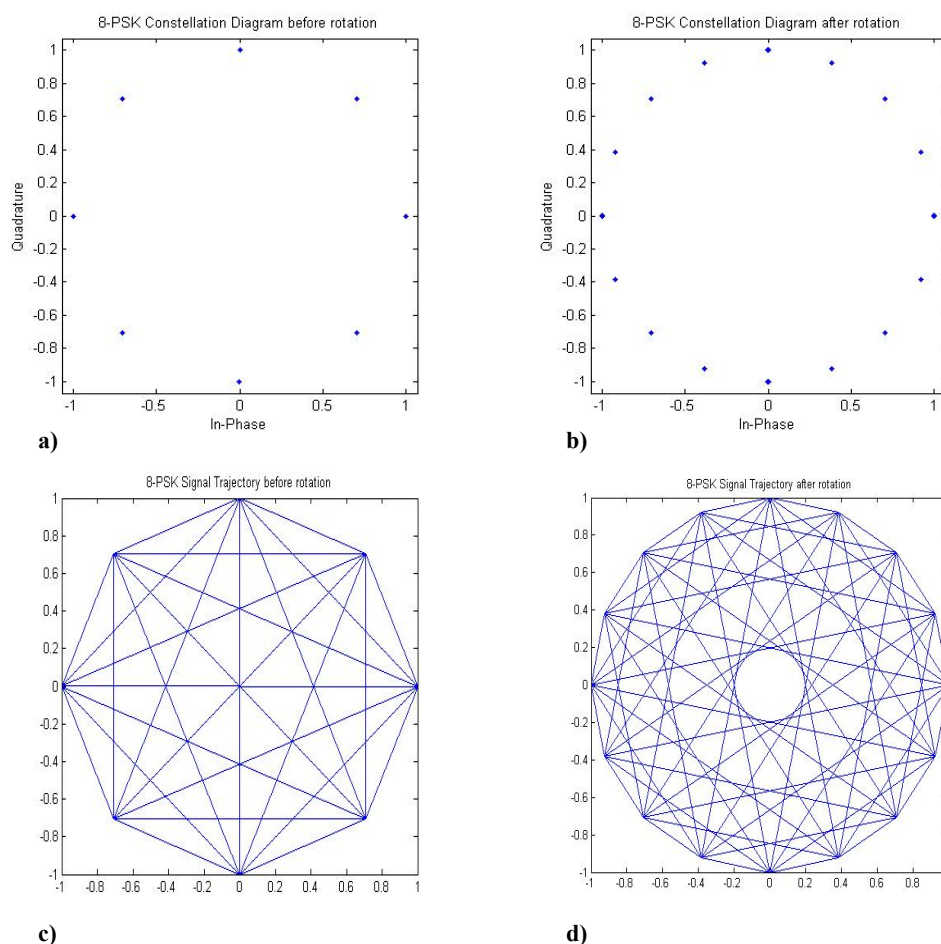 8-PSK Constellation Diagram before rotation
1
0.8
0.6
0.4
0.2
0
-0.2
-0.4
-0.6
-0.8
-1
Quadrature
-1 -0.5 0 0.5 1
In-Phase
a)
8-PSK Constellation Diagram after rotation
1
0.8
0.6
0.4
0.2
0
-0.2
-0.4
-0.6
-0.8
-1
Quadrature
-1 -0.5 0 0.5 1
In-Phase
b)
8-PSK Signal Trajectory before rotation
1
0.8
0.6
0.4
0.2
0
-0.2
-0.4
-0.6
-0.8
-1
-1 -0.8 -0.6 -0.4 -0.2 0 0.2 0.4 0.6 0.8 1
c)
8-PSK Signal Trajectory after rotation
1
0.8
0.6
0.4
0.2
0
-0.2
-0.4
-0.6
-0.8
-1
-1 -0.8 -0.6 -0.4 -0.2 0 0.2 0.4 0.6 0.8
d)